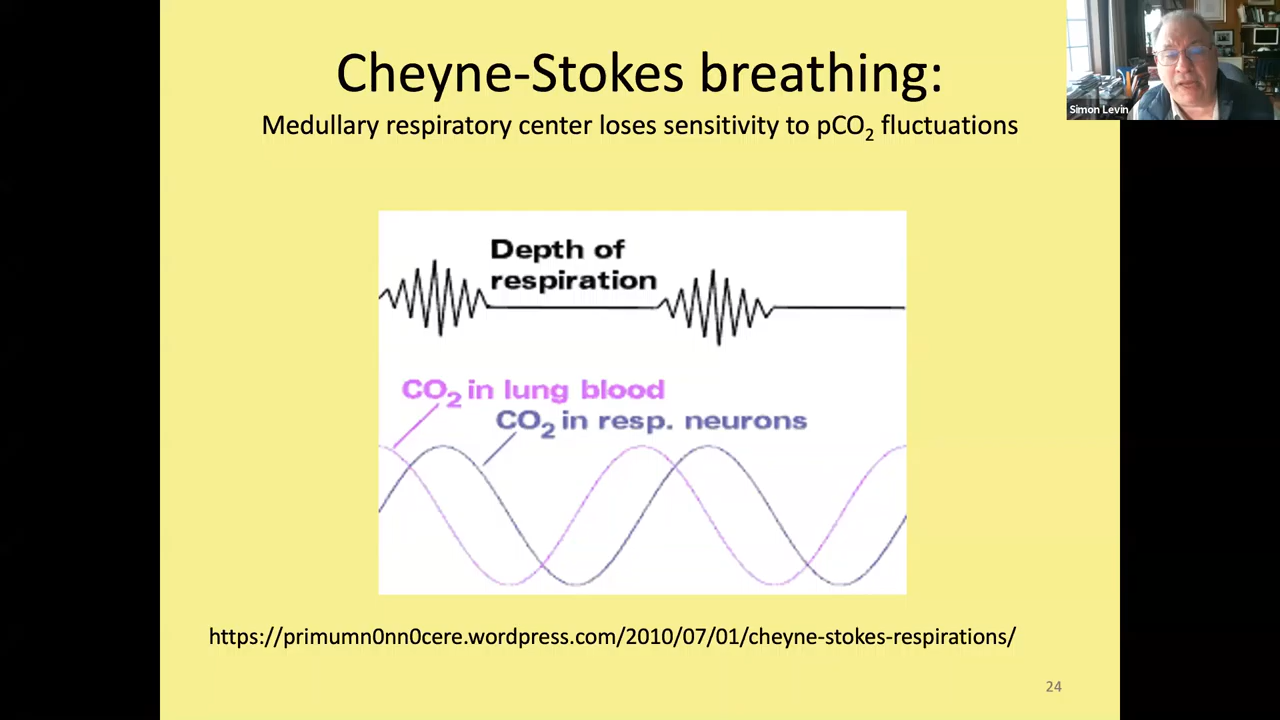 Cheyne-Stokes breathing:
Medullary respiratory center loses sensitivity to pCO₂ fluctuations
Simon Levin
Depth of
respiration
CO₂ in lung blood
CO₂ in resp. neurons
https://primumn0nn0cere.wordpress.com/2010/07/01/cheyne-stokes-respirations/
24